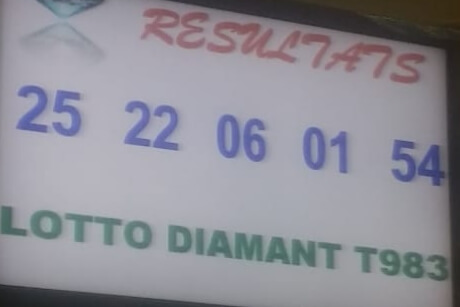 RESULTATS
25 22 06 01 54
LOTTO DIAMANT T983